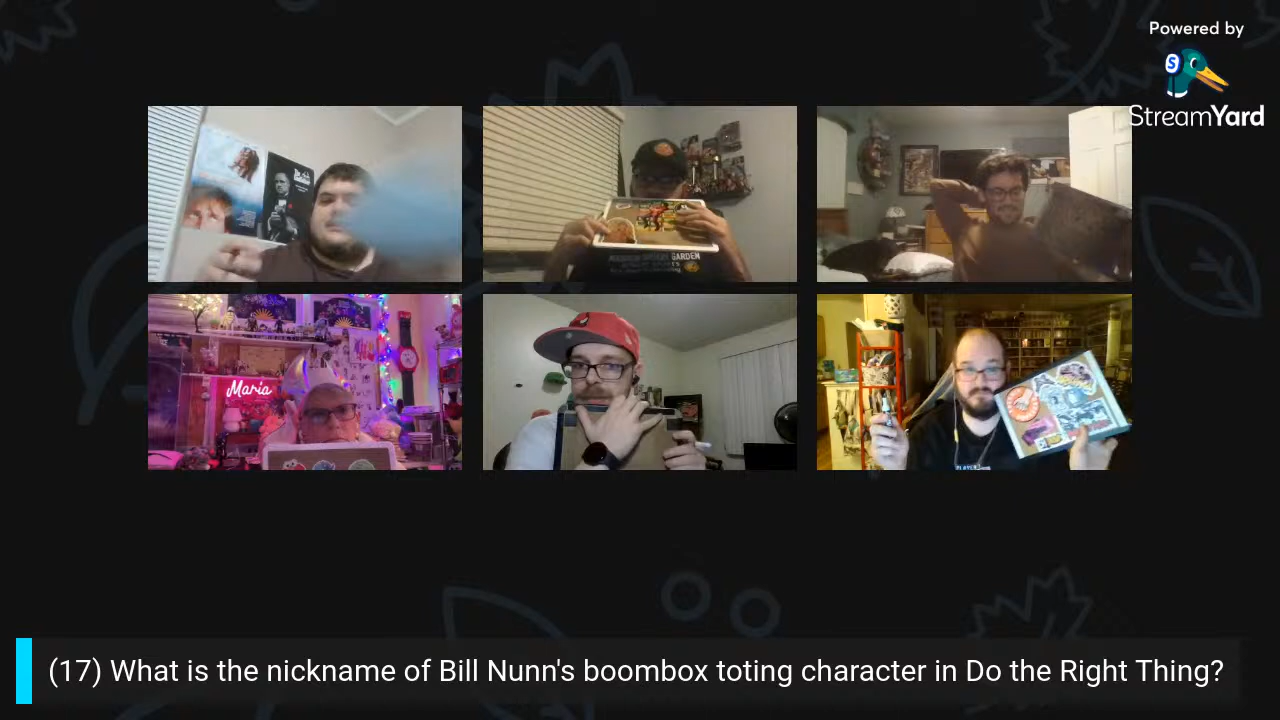 Powered by
StreamYard
Maria
(17) What is the nickname of Bill Nunn's boombox toting character in Do the Right Thing?